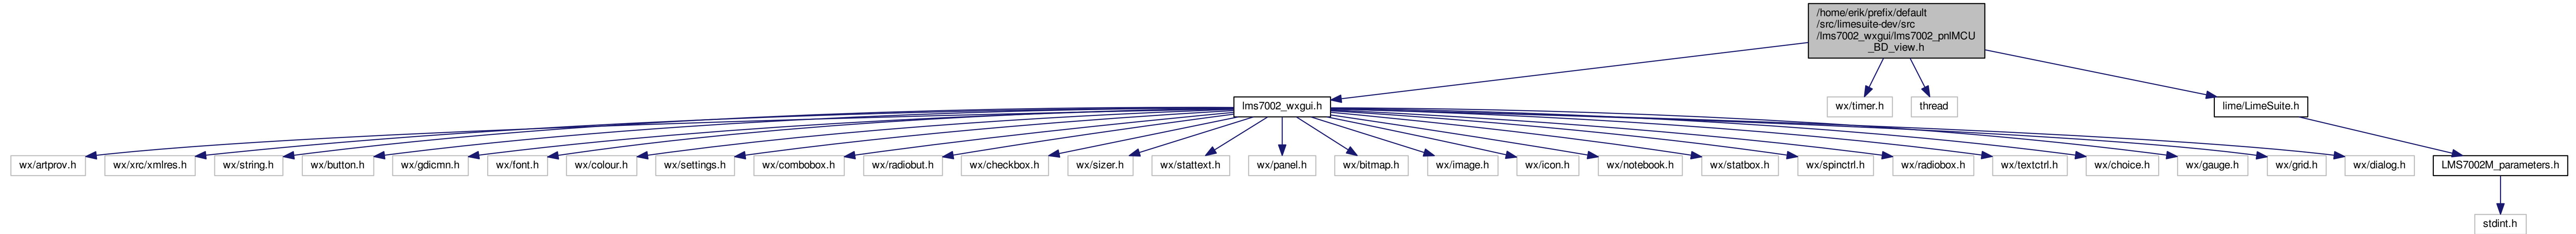 /home/erik/prefix/default
/src/limesuite-dev/src
/lms7002_wxgui/lms7002_pnlMCU
_BD_view.h
lms7002_wxgui.h
wx/timer.h
thread
lime/LimeSuite.h
wx/artprov.h
wx/xrc/xmlres.h
wx/string.h
wx/button.h
wx/gdicmn.h
wx/font.h
wx/colour.h
wx/settings.h
wx/combobox.h
wx/radiobut.h
wx/checkbox.h
wx/sizer.h
wx/stattext.h
wx/panel.h
wx/bitmap.h
wx/image.h
wx/icon.h
wx/notebook.h
wx/statbox.h
wx/spinctrl.h
wx/radiobox.h
wx/textctrl.h
wx/choice.h
wx/gauge.h
wx/grid.h
wx/dialog.h
LMS7002M_parameters.h
stdint.h